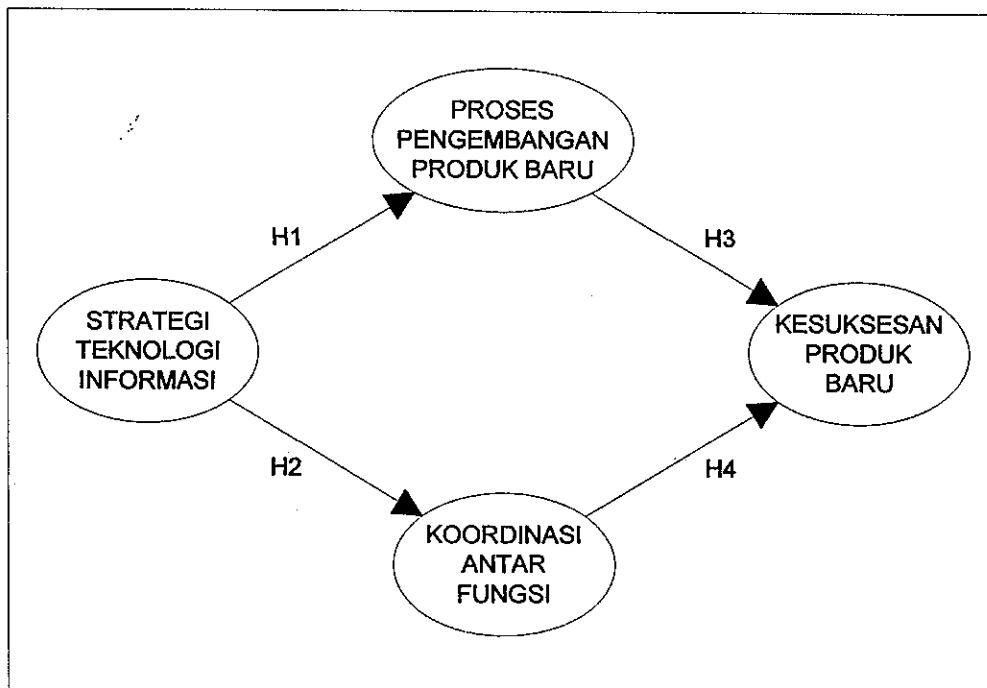 PROSES
PENGEMBANGAN
PRODUK BARU
H1
H3
STRATEGI
TEKNOLOGI
INFORMASI
KESUKSESAN
PRODUK
BARU
H2
H4
KOORDINASI
ANTAR
FUNGSI